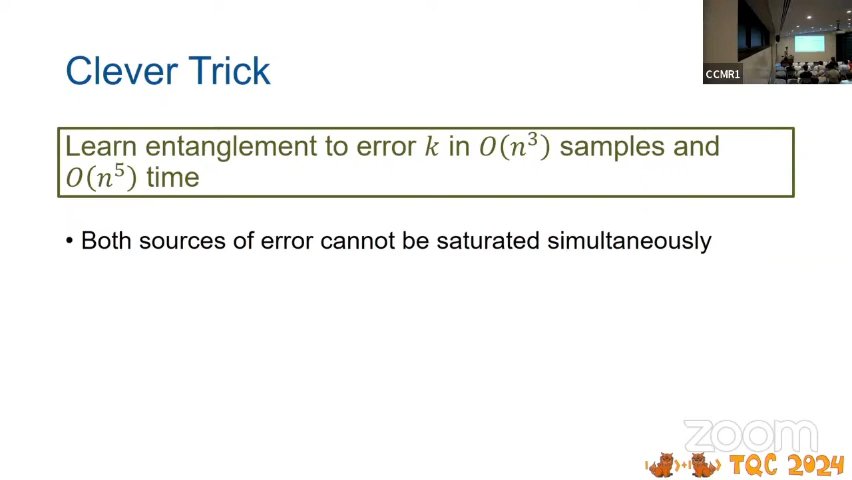 CCMR1
Clever Trick
Learn entanglement to error k in O(n³) samples and
O(n⁵) time
• Both sources of error cannot be saturated simultaneously
zoom
TQC 2024